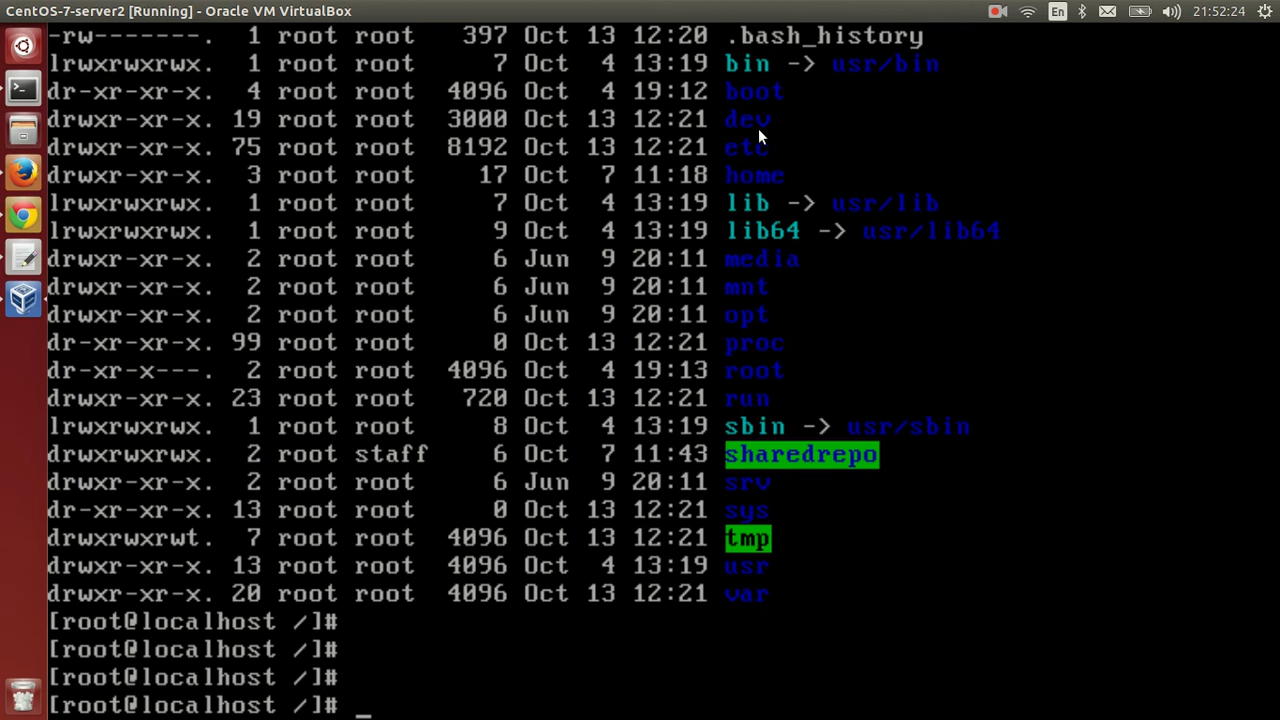 CentOS-7-server2 [Running] - Oracle VM VirtualBox
En
21:52:24
-rw-------. 1 root root 397 Oct 13 12:20 .bash_history
lrwxrwxrwx. 1 root root 7 Oct 4 13:19 bin -> usr/bin
dr-xr-xr-x. 4 root root 4096 Oct 4 19:12 boot
drwxr-xr-x. 19 root root 3000 Oct 13 12:21 dev
drwxr-xr-x. 75 root root 8192 Oct 13 12:21 etc
drwxr-xr-x. 3 root root 17 Oct 7 11:18 home
lrwxrwxrwx. 1 root root 7 Oct 4 13:19 lib -> usr/lib
lrwxrwxrwx. 1 root root 9 Oct 4 13:19 lib64 -> usr/lib64
drwxr-xr-x. 2 root root 6 Jun 9 20:11 media
drwxr-xr-x. 2 root root 6 Jun 9 20:11 mnt
drwxr-xr-x. 2 root root 6 Jun 9 20:11 opt
dr-xr-xr-x. 99 root root 0 Oct 13 12:21 proc
dr-xr-x---. 2 root root 4096 Oct 4 19:13 root
drwxr-xr-x. 23 root root 720 Oct 13 12:21 run
lrwxrwxrwx. 1 root root 8 Oct 4 13:19 sbin -> usr/sbin
drwxrwxrwx. 2 root staff 6 Oct 7 11:43 sharedrepo
drwxr-xr-x. 2 root root 6 Jun 9 20:11 srv
dr-xr-xr-x. 13 root root 0 Oct 13 12:21 sys
drwxrwxrwt. 7 root root 4096 Oct 13 12:21 tmp
drwxr-xr-x. 13 root root 4096 Oct 4 13:19 usr
drwxr-xr-x. 20 root root 4096 Oct 13 12:21 var
[root@localhost /]#
[root@localhost /]#
[root@localhost /]#
[root@localhost /]# _